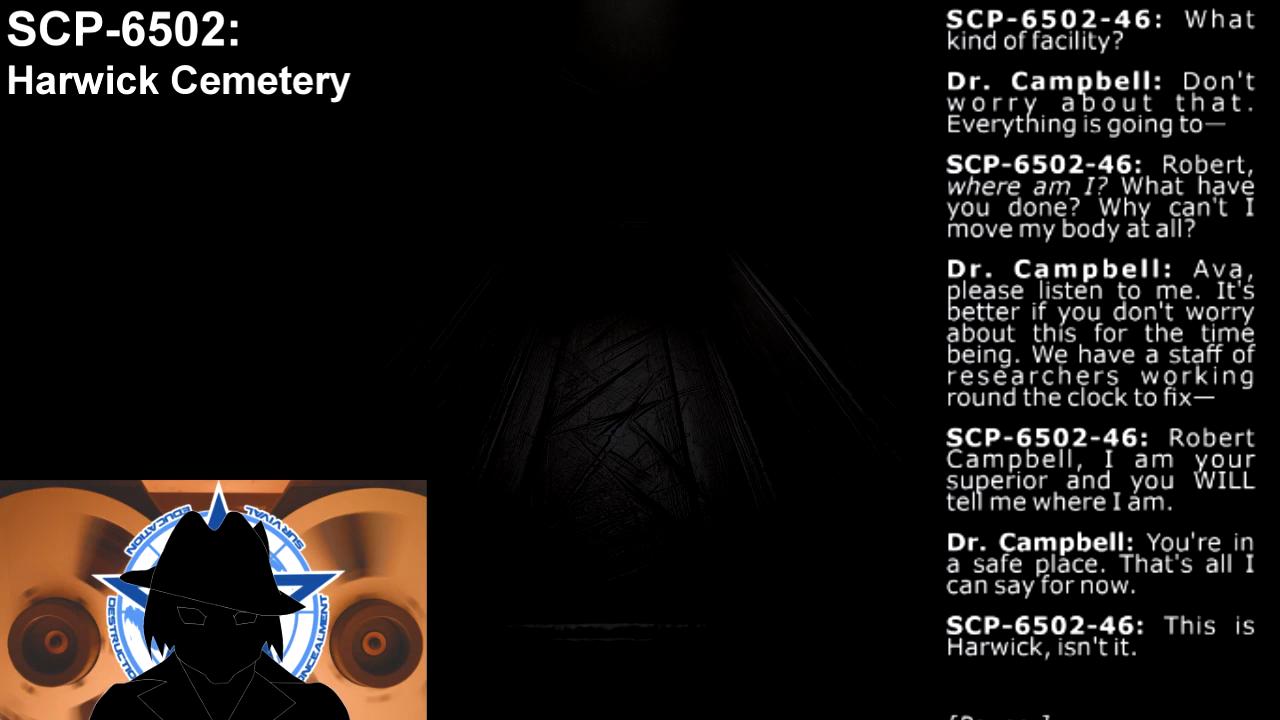 SCP-6502:
Harwick Cemetery
SCP-6502-46: What
kind of facility?
Dr. Campbell: Don't
worry about that.
Everything is going to—
SCP-6502-46: Robert,
where am I? What have
you done? Why can't I
move my body at all?
Dr. Campbell: Ava,
please listen to me. It's
better if you don't worry
about this for the time
being. We have a staff of
researchers working
round the clock to fix—
SCP-6502-46: Robert
Campbell, I am your
superior and you WILL
tell me where I am.
Dr. Campbell: You're in
a safe place. That's all I
can say for now.
SCP-6502-46: This is
Harwick, isn't it.
EDUCATION
SURVIVAL